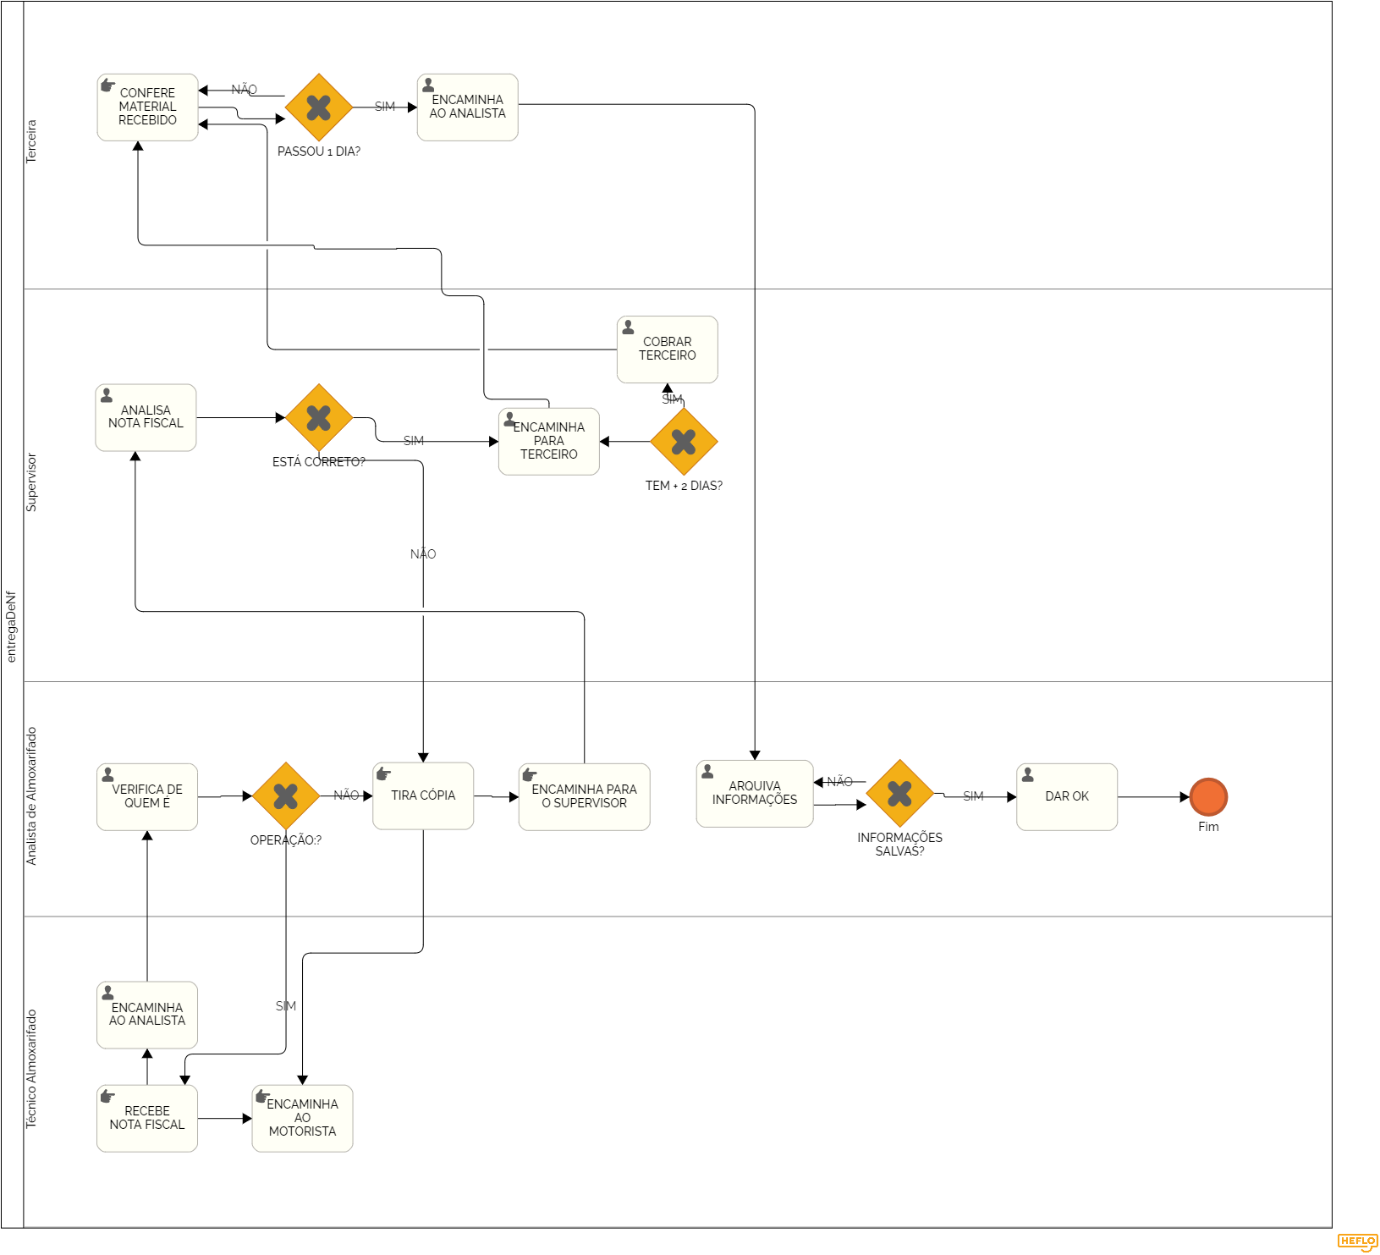 entregaDeNf
Terceira
CONFERE
MATERIAL
RECEBIDO
NÃO
PASSOU 1 DIA?
SIM
ENCAMINHA
AO ANALISTA
Supervisor
COBRAR
TERCEIRO
SIM
ANALISA
NOTA FISCAL
ESTÁ CORRETO?
SIM
ENCAMINHA
PARA
TERCEIRO
TEM + 2 DIAS?
NÃO
Analista de Almoxarifado
VERIFICA DE
QUEM É
OPERAÇÃO:?
NÃO
TIRA CÓPIA
ENCAMINHA PARA
O SUPERVISOR
ARQUIVA
INFORMAÇÕES
NÃO
INFORMAÇÕES
SALVAS?
SIM
DAR OK
Fim
Técnico Almoxarifado
ENCAMINHA
AO ANALISTA
SIM
RECEBE
NOTA FISCAL
ENCAMINHA
AO
MOTORISTA
HEFLO